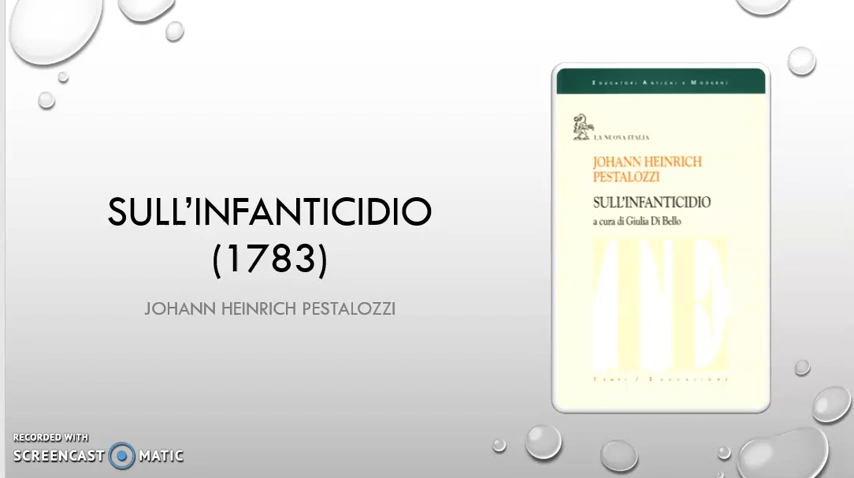 SULL'INFANTICIDIO
(1783)
JOHANN HEINRICH PESTALOZZI
EDUCATORI ANTICHI E MODERNI
LA NUOVA ITALIA
JOHANN HEINRICH
PESTALOZZI
SULL'INFANTICIDIO
a cura di Giulia Di Bello
TE
RECORDED WITH
SCREENCAST MATIC